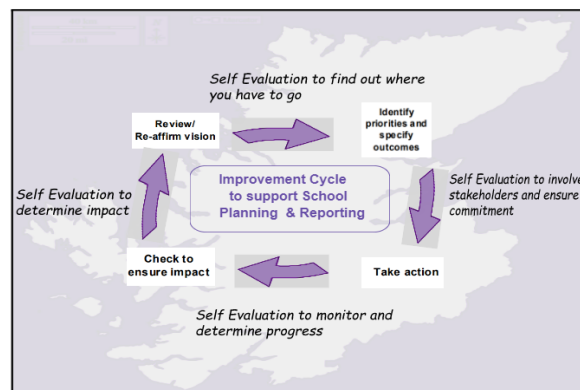 Self Evaluation to find out where
you have to go
Review/
Re-affirm vision
Identify
priorities and
specify
outcomes
Self Evaluation to
determine impact
Improvement Cycle
to support School
Planning & Reporting
Self Evaluation to involve
stakeholders and ensure
commitment
Check to
ensure impact
Take action
Self Evaluation to monitor and
determine progress